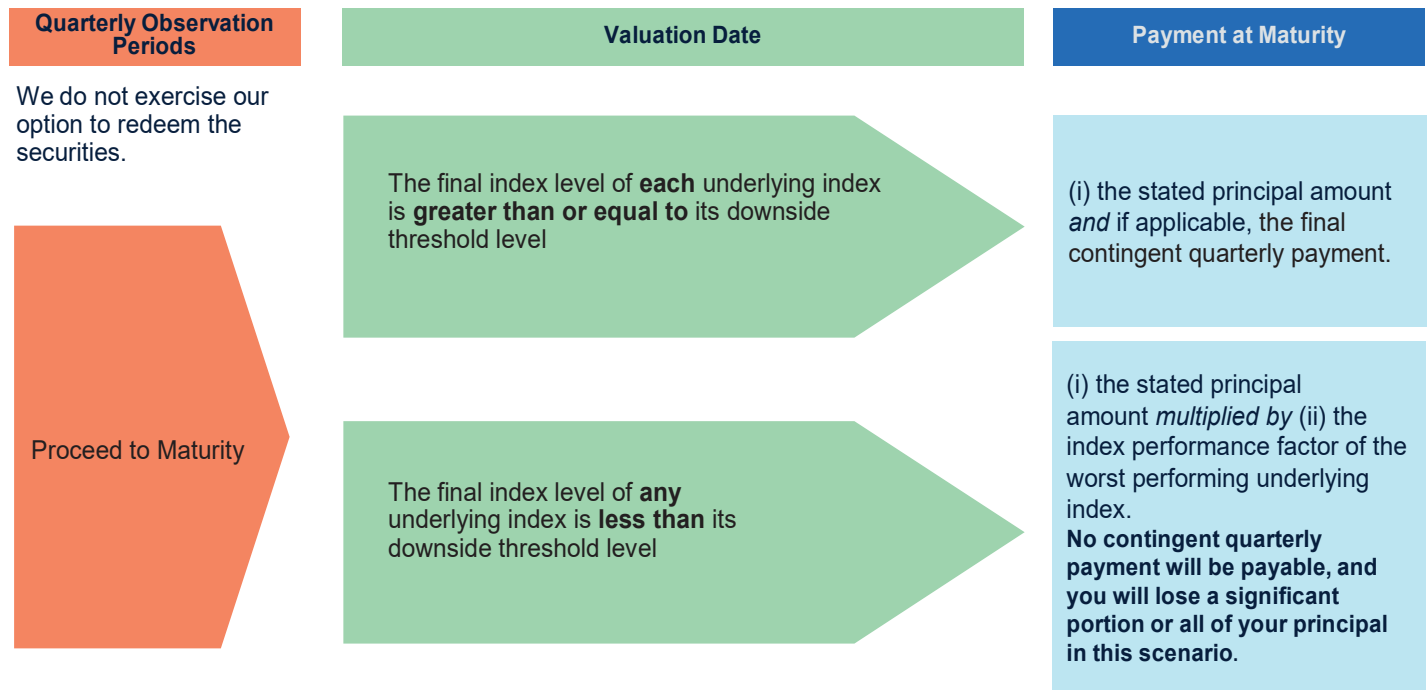 Quarterly Observation
Periods
Valuation Date
Payment at Maturity
We do not exercise our
option to redeem the
securities.
Proceed to Maturity
The final index level of each underlying index
is greater than or equal to its downside
threshold level
(i) the stated principal amount
and if applicable, the final
contingent quarterly payment.
The final index level of any
underlying index is less than its
downside threshold level
(i) the stated principal
amount multiplied by (ii) the
index performance factor of the
worst performing underlying
index.
No contingent quarterly
payment will be payable, and
you will lose a significant
portion or all of your principal
in this scenario.